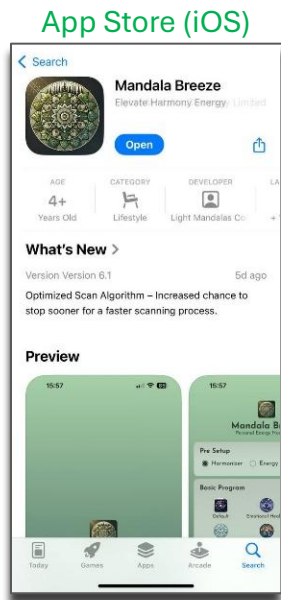 App Store (iOS)
Search
Mandala Breeze
Elevate Harmony Energy, Limited
Open
AGE
CATEGORY
DEVELOPER
LA
4+
Years Old
Lifestyle
Light Mandalas Co
+
What's New
Version Version 6.1
5d ago
Optimized Scan Algorithm – Increased chance to
stop sooner for a faster scanning process.
Preview
15:57
15:57
Mandala B
Pre Setup
Harmoniser
Energy
Basic Program
Default
Today
Games
Apps
Arcade
Search